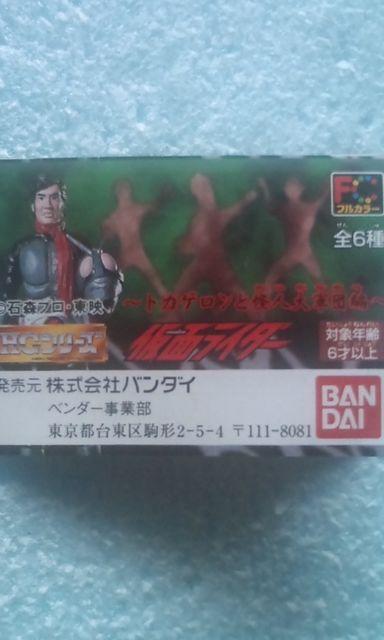 FC
フルカラー
全6種
©石森プロ・東映
～トカゲロンと怪人大軍団編～
HGシリーズ
仮面ライダー
対象年齢
6才以上
発売元 株式会社バンダイ
ベンダー事業部
東京都台東区駒形2-5-4 〒111-8081
BAN
DAI